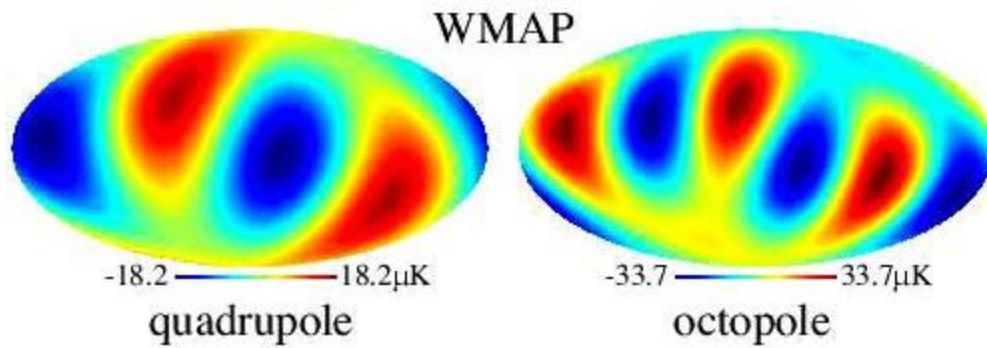 WMAP
-18.2 18.2μK
-33.7 33.7μK
quadrupole
octopole